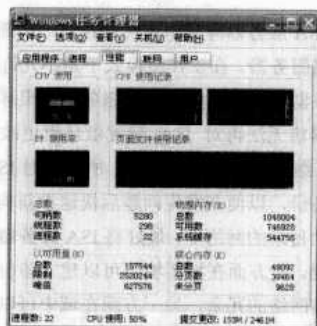 Windows 任务管理器
文件(F) 选项(O) 查看(V) 关机(U) 帮助(H)
应用程序 进程 性能 联网 用户
CPU 使用 CPU 使用记录
PF 使用率 页面文件使用记录
总数 物理内存(K)
句柄数 5280 总数 1046004
线程数 298 可用数 746928
进程数 22 系统缓存 544756
认可用量(K) 核心内存(K)
总数 157544 总数 49092
限制 2520244 分页数 39464
峰值 627576 未分页 9628
进程数: 22 CPU 使用: 50% 提交更改: 153M / 2461M